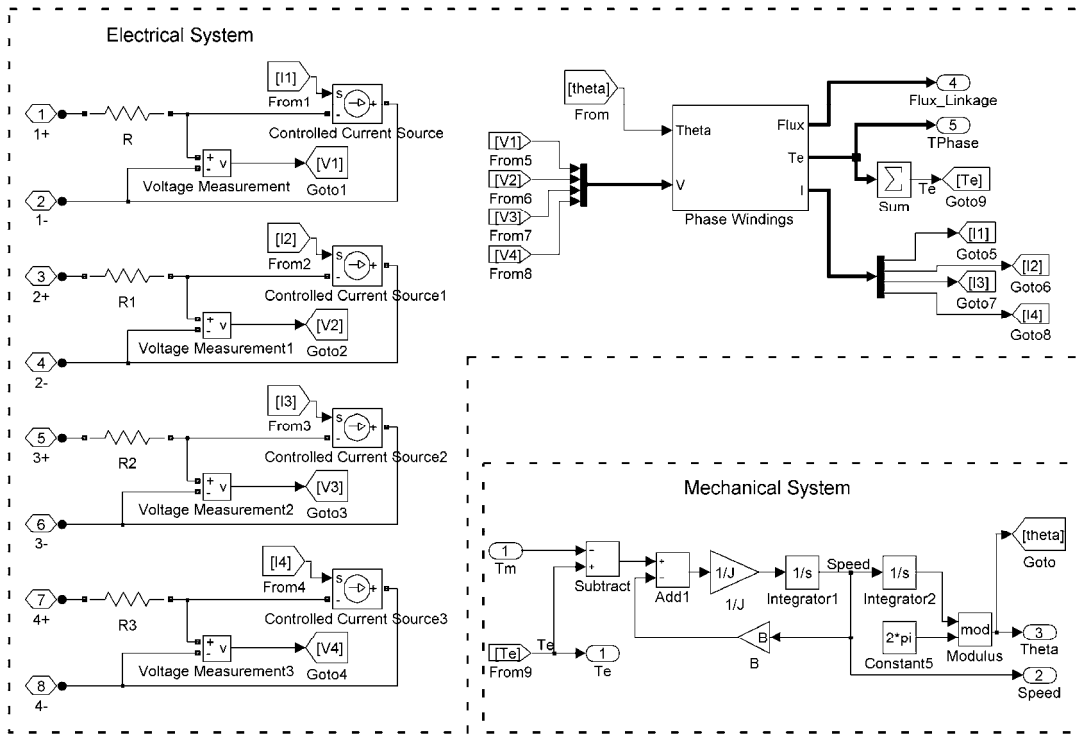 Electrical System
[I1]
From1
s
+
-
Controlled Current Source
1
1+
R
+
-
v
Voltage Measurement
[V1]
Goto1
2
1-
[I2]
From2
s
+
-
Controlled Current Source1
3
2+
R1
+
-
v
Voltage Measurement1
[V2]
Goto2
4
2-
[I3]
From3
s
+
-
Controlled Current Source2
5
3+
R2
+
-
v
Voltage Measurement2
[V3]
Goto3
6
3-
[I4]
From4
s
+
-
Controlled Current Source3
7
4+
R3
+
-
v
Voltage Measurement3
[V4]
Goto4
8
4-
[theta]
From
[V1]
From5
[V2]
From6
[V3]
From7
[V4]
From8
Theta
V
Flux
Te
I
Phase Windings
4
Flux_Linkage
5
TPhase
Σ
Sum
Te
[Te]
Goto9
[I1]
Goto5
[I2]
Goto6
[I3]
Goto7
[I4]
Goto8
Mechanical System
1
Tm
−
+
Subtract
+
−
Add1
1/J
1/J
1/s
Integrator1
Speed
1/s
Integrator2
[theta]
Goto
B
B
2*pi
Constant5
mod
Modulus
3
Theta
2
Speed
[Te]
From9
Te
1
Te